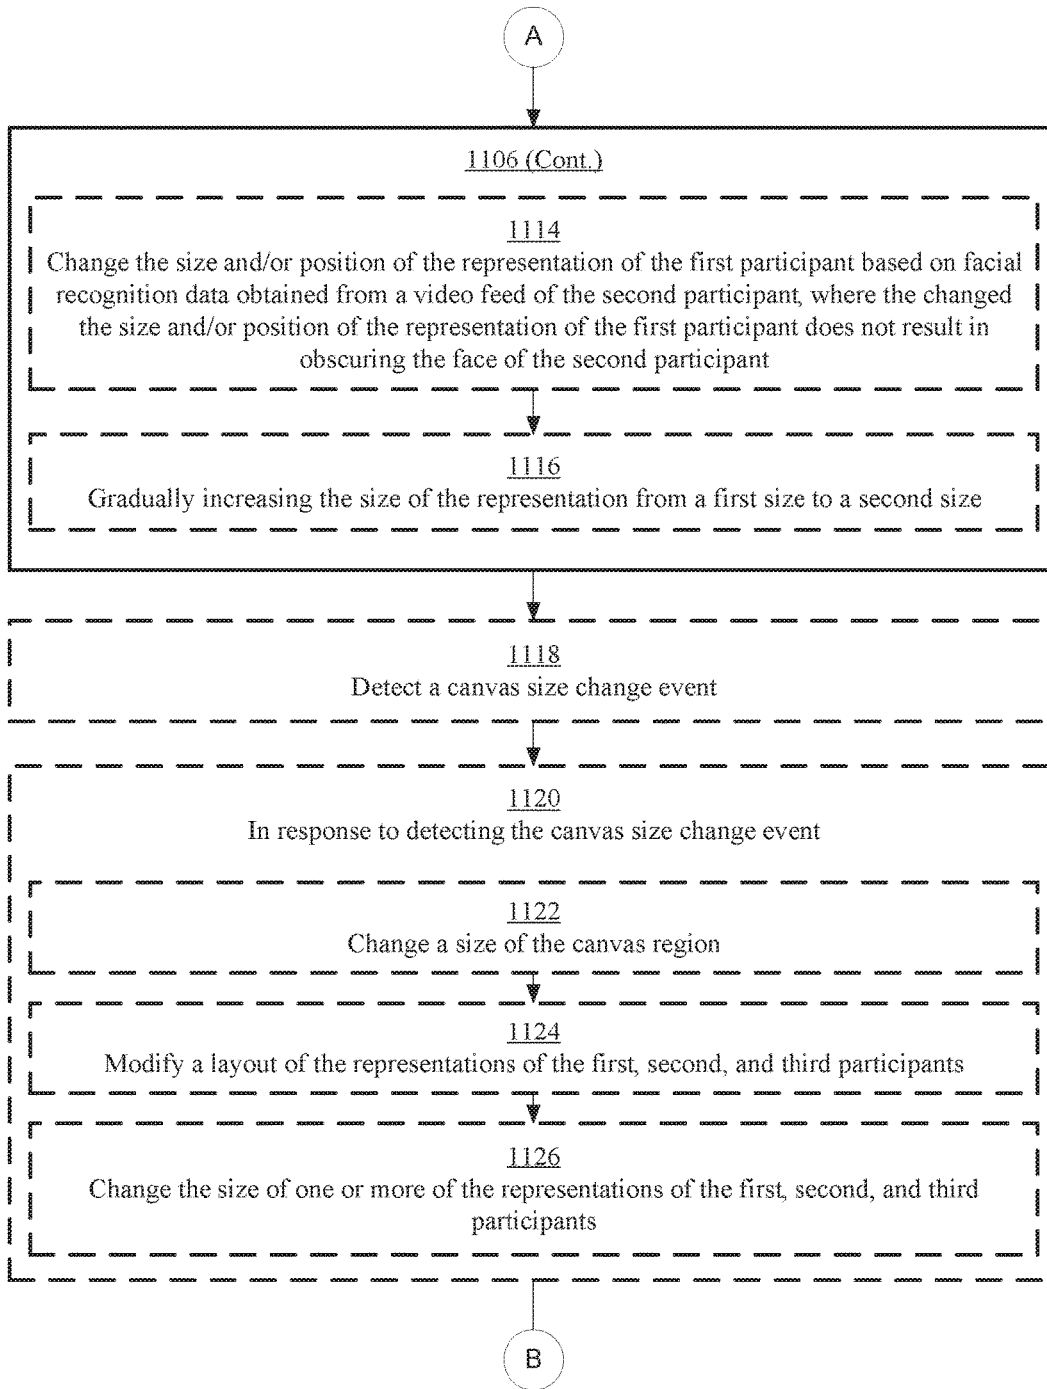 A
1106 (Cont.)
1114
Change the size and/or position of the representation of the first participant based on facial
recognition data obtained from a video feed of the second participant, where the changed
the size and/or position of the representation of the first participant does not result in
obscuring the face of the second participant
1116
Gradually increasing the size of the representation from a first size to a second size
1118
Detect a canvas size change event
1120
In response to detecting the canvas size change event
1122
Change a size of the canvas region
1124
Modify a layout of the representations of the first, second, and third participants
1126
Change the size of one or more of the representations of the first, second, and third
participants
B